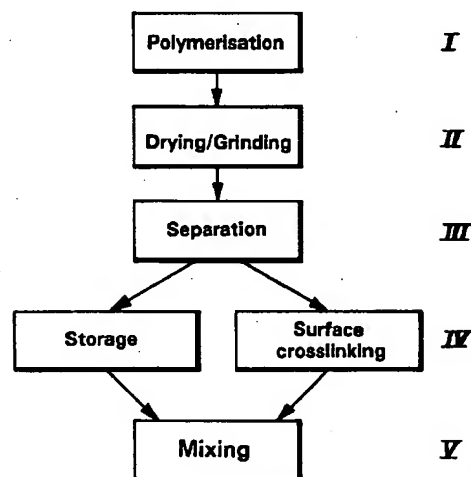 Polymerisation I
Drying/Grinding II
Separation III
Storage
Surface
crosslinking
IV
Mixing V